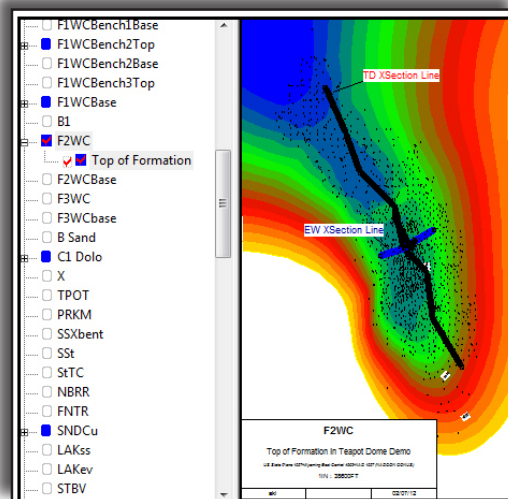 F1WCBench1Base
F1WCBench2Top
F1WCBench2Base
F1WCBench3Top
F1WCBase
B1
F2WC
Top of Formation
F2WCBase
F3WC
F3WCbase
B Sand
C1 Dolo
X
TPOT
PRKM
SSXbent
SSt
StTC
NBRR
FNTR
SNDCu
LAKss
LAKev
STBV
TD XSection Line
EW XSection Line
F2WC
Top of Formation In Teapot Dome Demo
03/07/12